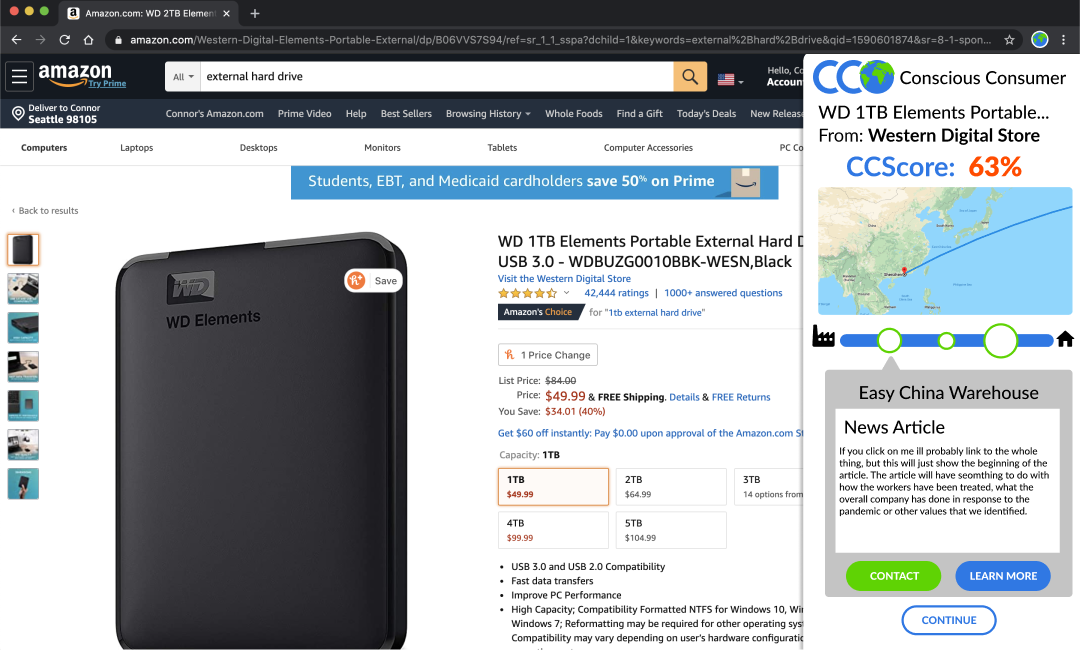 Amazon.com: WD 2TB Element
amazon.com/Western-Digital-Elements-Portable-External/dp/B06VVS7S94/ref=sr_1_1_sspa?dchild=1&keywords=external%2Bhard%2Bdrive&qid=1590601874&sr=8-1-spon...
amazon
Try Prime
All
external hard drive
Hello, Co
Accoun
Deliver to Connor
Seattle 98105
Connor's Amazon.com Prime Video Help Best Sellers Browsing History Whole Foods Find a Gift Today's Deals New Releas
Computers Laptops Desktops Monitors Tablets Computer Accessories PC Co
Students, EBT, and Medicaid cardholders save 50% on Prime
‹ Back to results
WD
WD Elements
Save
WD 1TB Elements Portable External Hard D
USB 3.0 - WDBUZG0010BBK-WESN,Black
Visit the Western Digital Store
42,444 ratings | 1000+ answered questions
Amazon's Choice for "1tb external hard drive"
1 Price Change
List Price: $84.00
Price: $49.99 & FREE Shipping. Details & FREE Returns
You Save: $34.01 (40%)
Get $60 off instantly: Pay $0.00 upon approval of the Amazon.com St
Capacity: 1TB
1TB
$49.99
2TB
$64.99
3TB
14 options from
4TB
$99.99
5TB
$104.99
• USB 3.0 and USB 2.0 Compatibility
• Fast data transfers
• Improve PC Performance
• High Capacity; Compatibility Formatted NTFS for Windows 10, Win
Windows 7; Reformatting may be required for other operating syst
Compatibility may vary depending on user's hardware configuratio
CC Conscious Consumer
WD 1TB Elements Portable...
From: Western Digital Store
CCScore: 63%
Shenzhen
Easy China Warehouse
News Article
If you click on me ill probably link to the whole
thing, but this will just show the beginning of the
article. The article will have seomthing to do with
how the workers have been treated, what the
overall company has done in response to the
pandemic or other values that we identified.
CONTACT
LEARN MORE
CONTINUE